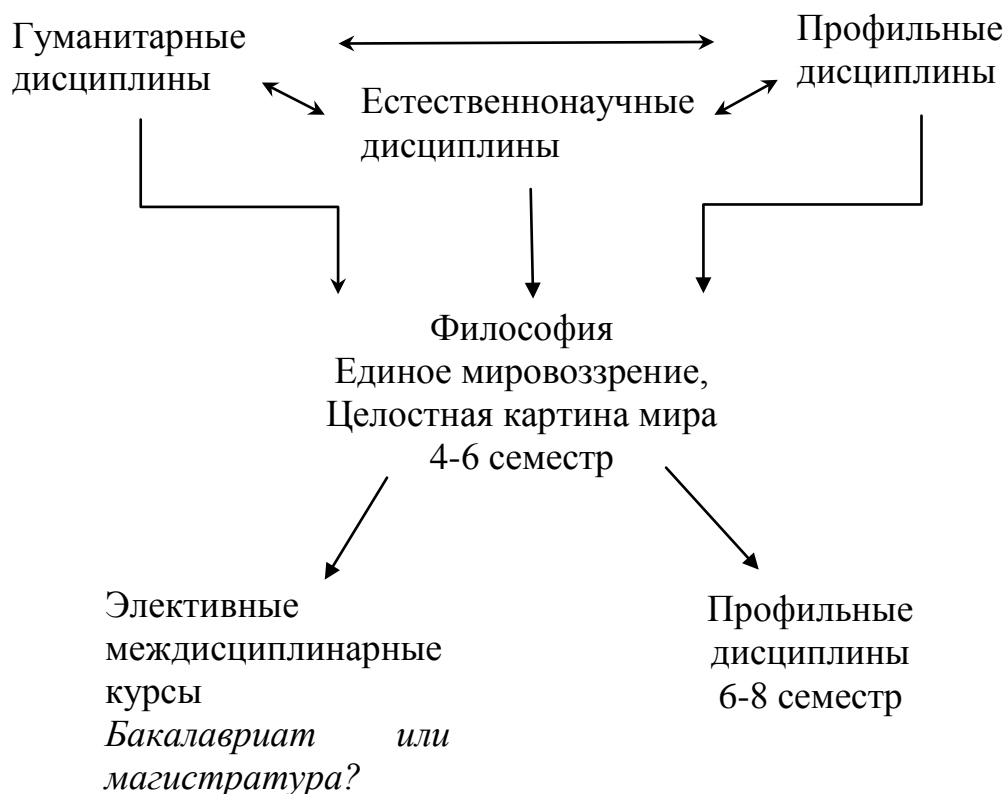 Гуманитарные
дисциплины
Профильные
дисциплины
Естественнонаучные
дисциплины
Философия
Единое мировоззрение,
Целостная картина мира
4-6 семестр
Элективные
междисциплинарные
курсы
Бакалавриат или
магистратура?
Профильные
дисциплины
6-8 семестр